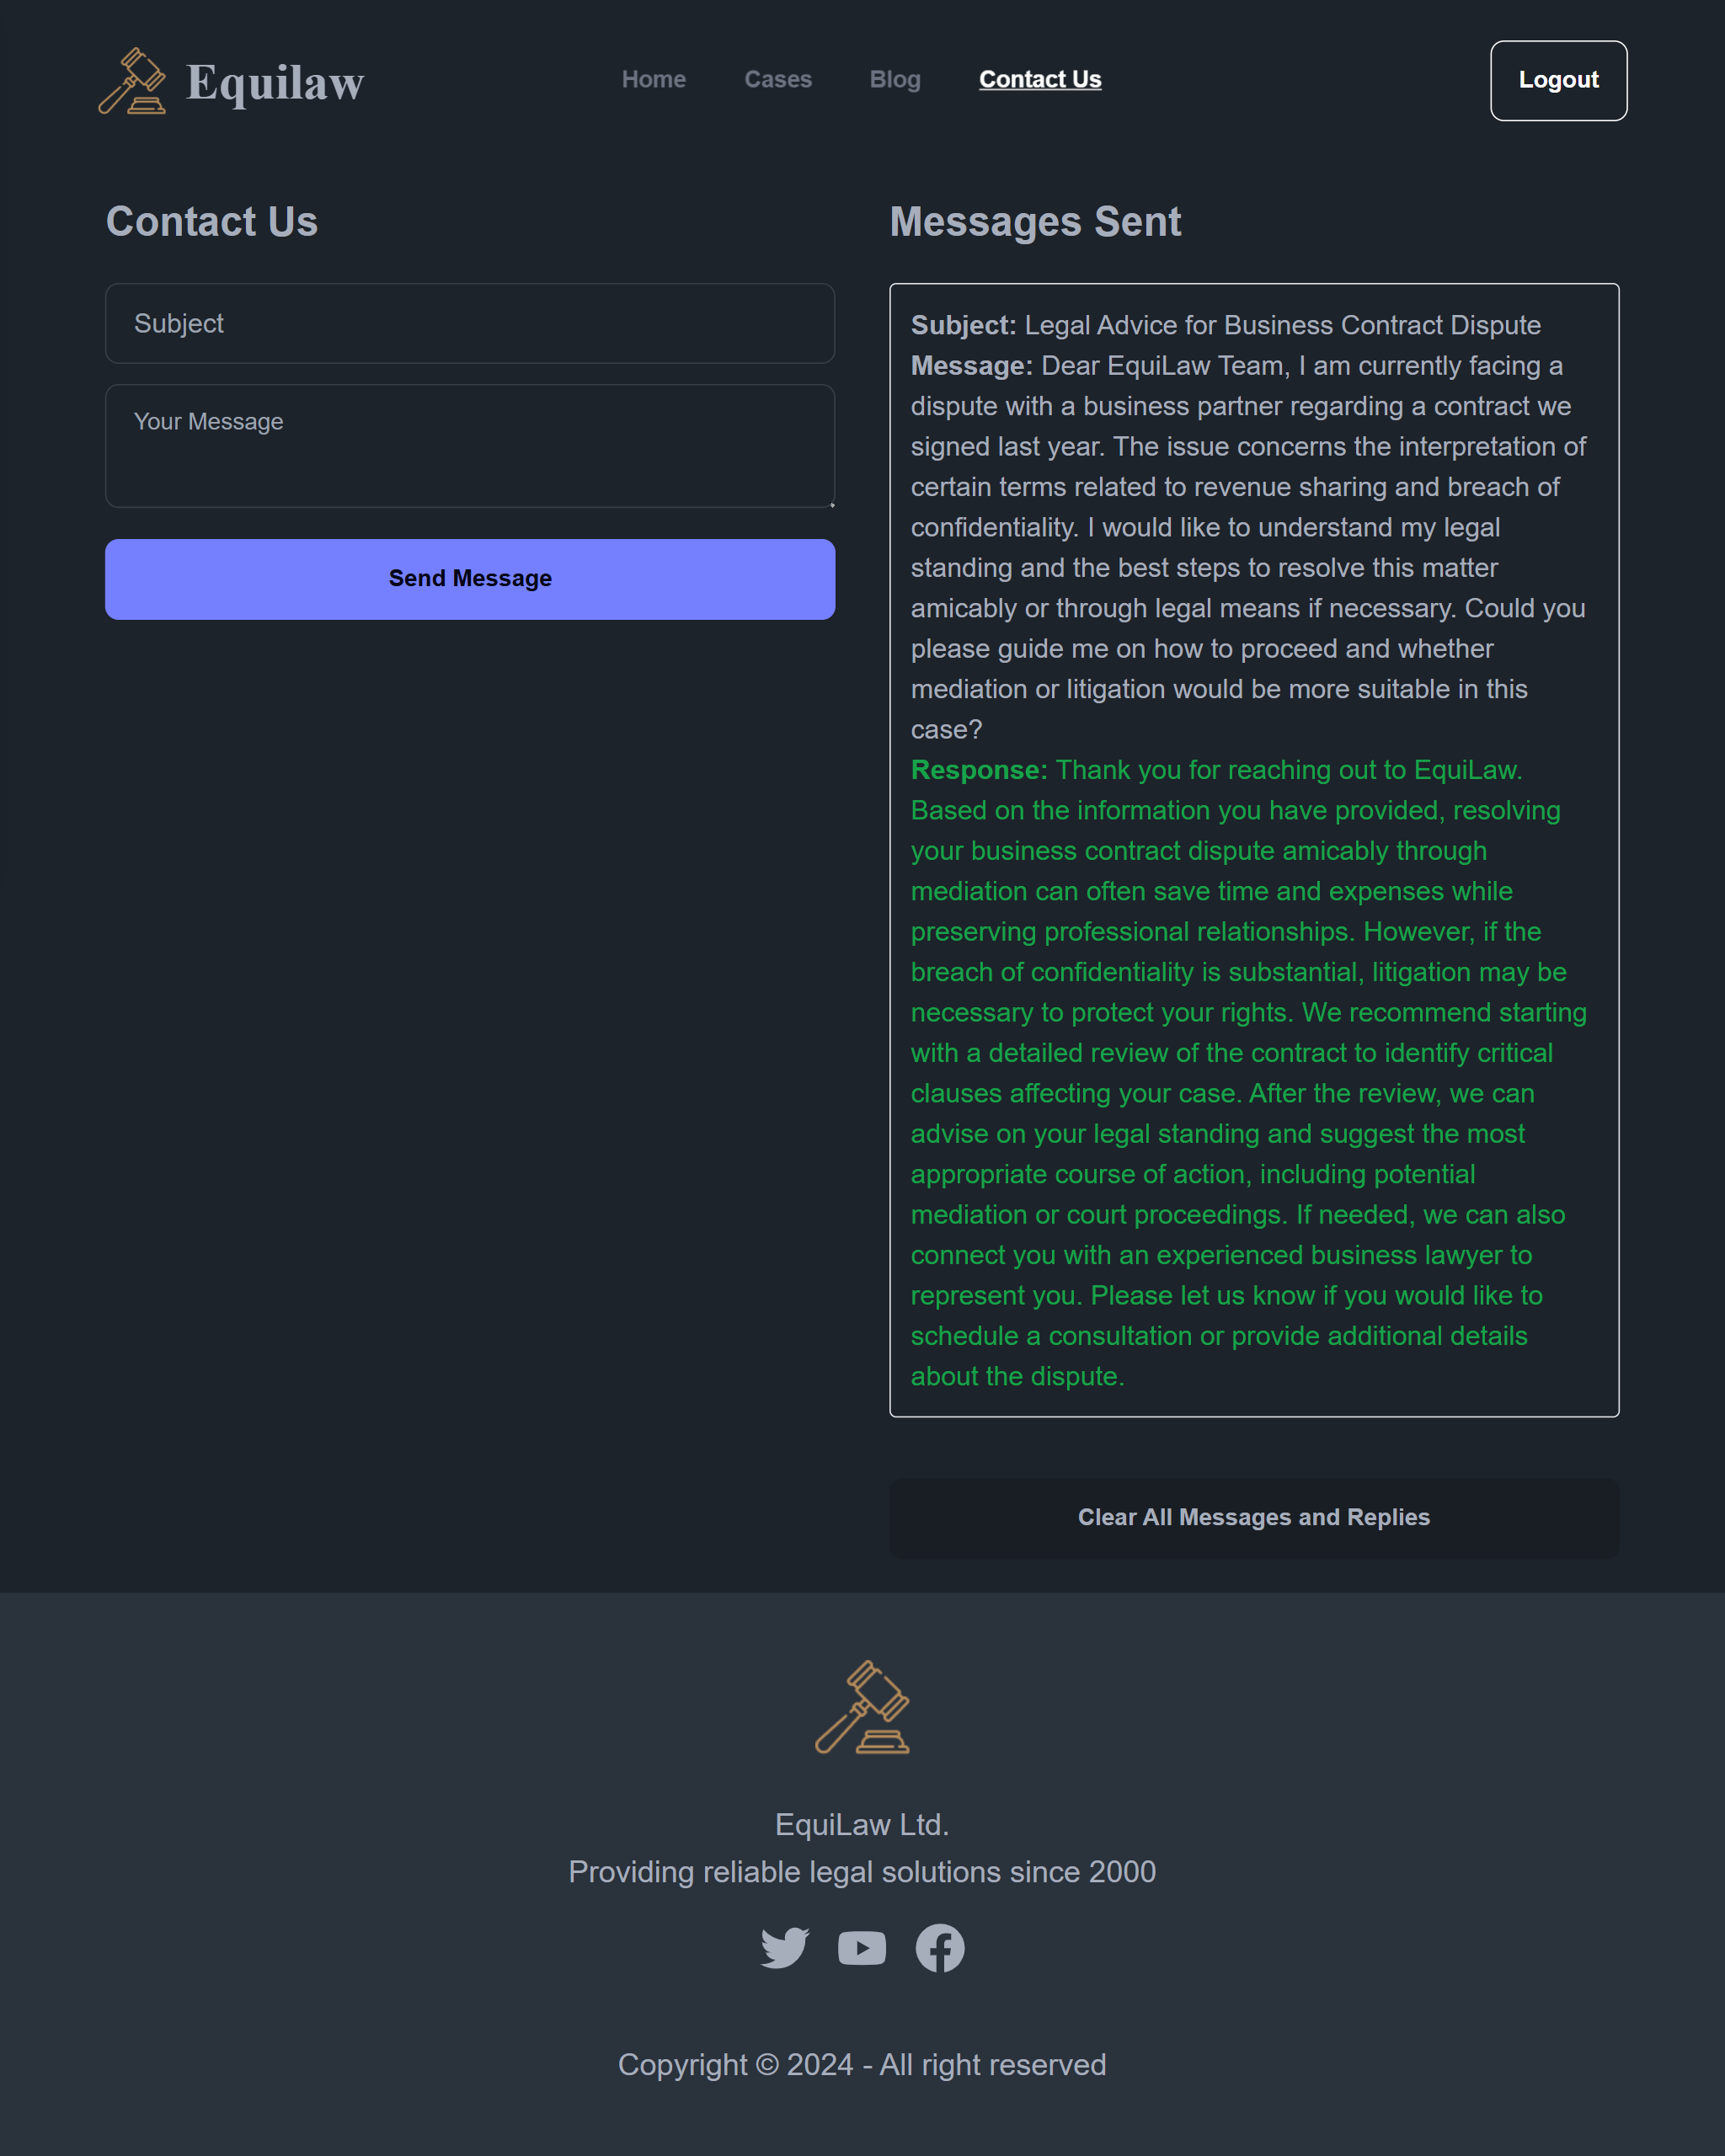 Equilaw
Home
Cases
Blog
Contact Us
Logout
Contact Us
Subject
Your Message
Send Message
Messages Sent
Subject: Legal Advice for Business Contract Dispute
Message: Dear EquiLaw Team, I am currently facing a
dispute with a business partner regarding a contract we
signed last year. The issue concerns the interpretation of
certain terms related to revenue sharing and breach of
confidentiality. I would like to understand my legal
standing and the best steps to resolve this matter
amicably or through legal means if necessary. Could you
please guide me on how to proceed and whether
mediation or litigation would be more suitable in this
case?
Response: Thank you for reaching out to EquiLaw.
Based on the information you have provided, resolving
your business contract dispute amicably through
mediation can often save time and expenses while
preserving professional relationships. However, if the
breach of confidentiality is substantial, litigation may be
necessary to protect your rights. We recommend starting
with a detailed review of the contract to identify critical
clauses affecting your case. After the review, we can
advise on your legal standing and suggest the most
appropriate course of action, including potential
mediation or court proceedings. If needed, we can also
connect you with an experienced business lawyer to
represent you. Please let us know if you would like to
schedule a consultation or provide additional details
about the dispute.
Clear All Messages and Replies
EquiLaw Ltd.
Providing reliable legal solutions since 2000
Copyright © 2024 - All right reserved